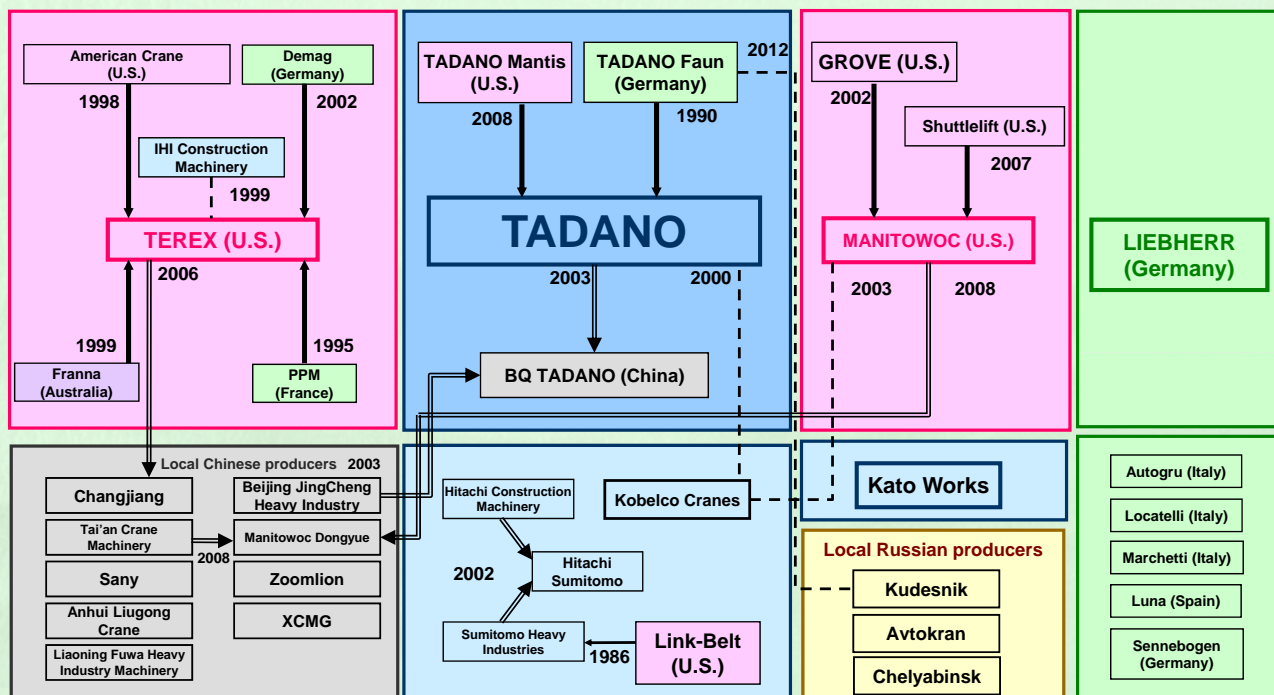 American Crane
(U.S.)
1998
Demag
(Germany)
2002
IHI Construction
Machinery
1999
TEREX (U.S.)
2006
1999
Franna
(Australia)
1995
PPM
(France)
TADANO Mantis
(U.S.)
2008
TADANO Faun
(Germany)
1990
2012
TADANO
2003
2000
BQ TADANO (China)
GROVE (U.S.)
2002
Shuttlelift (U.S.)
2007
MANITOWOC (U.S.)
2003
2008
LIEBHERR
(Germany)
Local Chinese producers 2003
Changjiang
Tai'an Crane
Machinery
2008
Sany
Anhui Liugong
Crane
Liaoning Fuwa Heavy
Industry Machinery
Beijing JingCheng
Heavy Industry
Manitowoc Dongyue
Zoomlion
XCMG
Hitachi Construction
Machinery
2002
Hitachi
Sumitomo
Sumitomo Heavy
Industries
1986
Link-Belt
(U.S.)
Kobelco Cranes
Kato Works
Local Russian producers
Kudesnik
Avtokran
Chelyabinsk
Autogru (Italy)
Locatelli (Italy)
Marchetti (Italy)
Luna (Spain)
Sennebogen
(Germany)